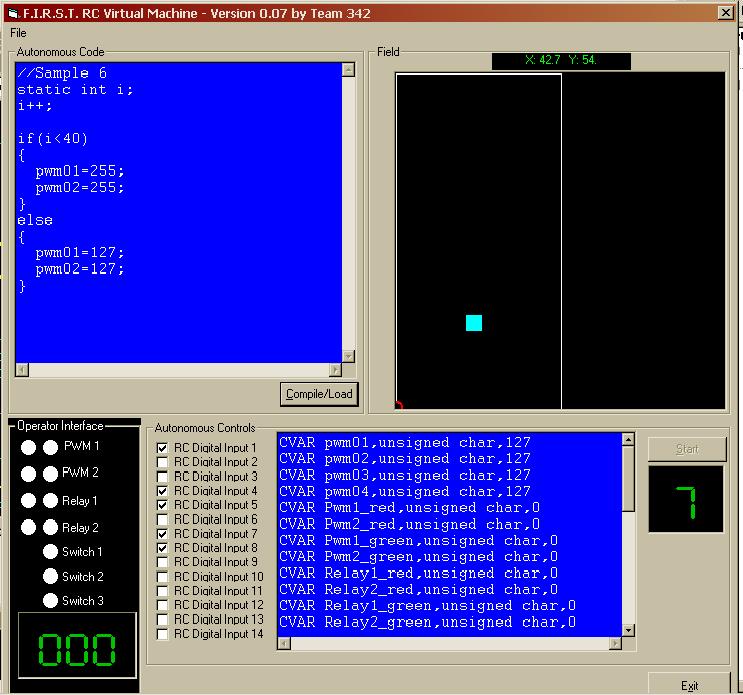 F.I.R.S.T. RC Virtual Machine - Version 0.07 by Team 342
File
Autonomous Code
//Sample 6
static int i;
i++;
if(i<40)
{
pwm01=255;
pwm02=255;
}
else
{
pwm01=127;
pwm02=127;
}
Compile/Load
Field
X: 42.7 Y: 54.
Operator Interface
PWM 1
PWM 2
Relay 1
Relay 2
Switch 1
Switch 2
Switch 3
000
Autonomous Controls
RC Digital Input 1
RC Digital Input 2
RC Digital Input 3
RC Digital Input 4
RC Digital Input 5
RC Digital Input 6
RC Digital Input 7
RC Digital Input 8
RC Digital Input 9
RC Digital Input 10
RC Digital Input 11
RC Digital Input 12
RC Digital Input 13
RC Digital Input 14
CVAR pwm01,unsigned char,127
CVAR pwm02,unsigned char,127
CVAR pwm03,unsigned char,127
CVAR pwm04,unsigned char,127
CVAR Pwm1_red,unsigned char,0
CVAR Pwm2_red,unsigned char,0
CVAR Pwm1_green,unsigned char,0
CVAR Pwm2_green,unsigned char,0
CVAR Relay1_red,unsigned char,0
CVAR Relay2_red,unsigned char,0
CVAR Relay1_green,unsigned char,0
CVAR Relay2_green,unsigned char,0
Start
7
Exit